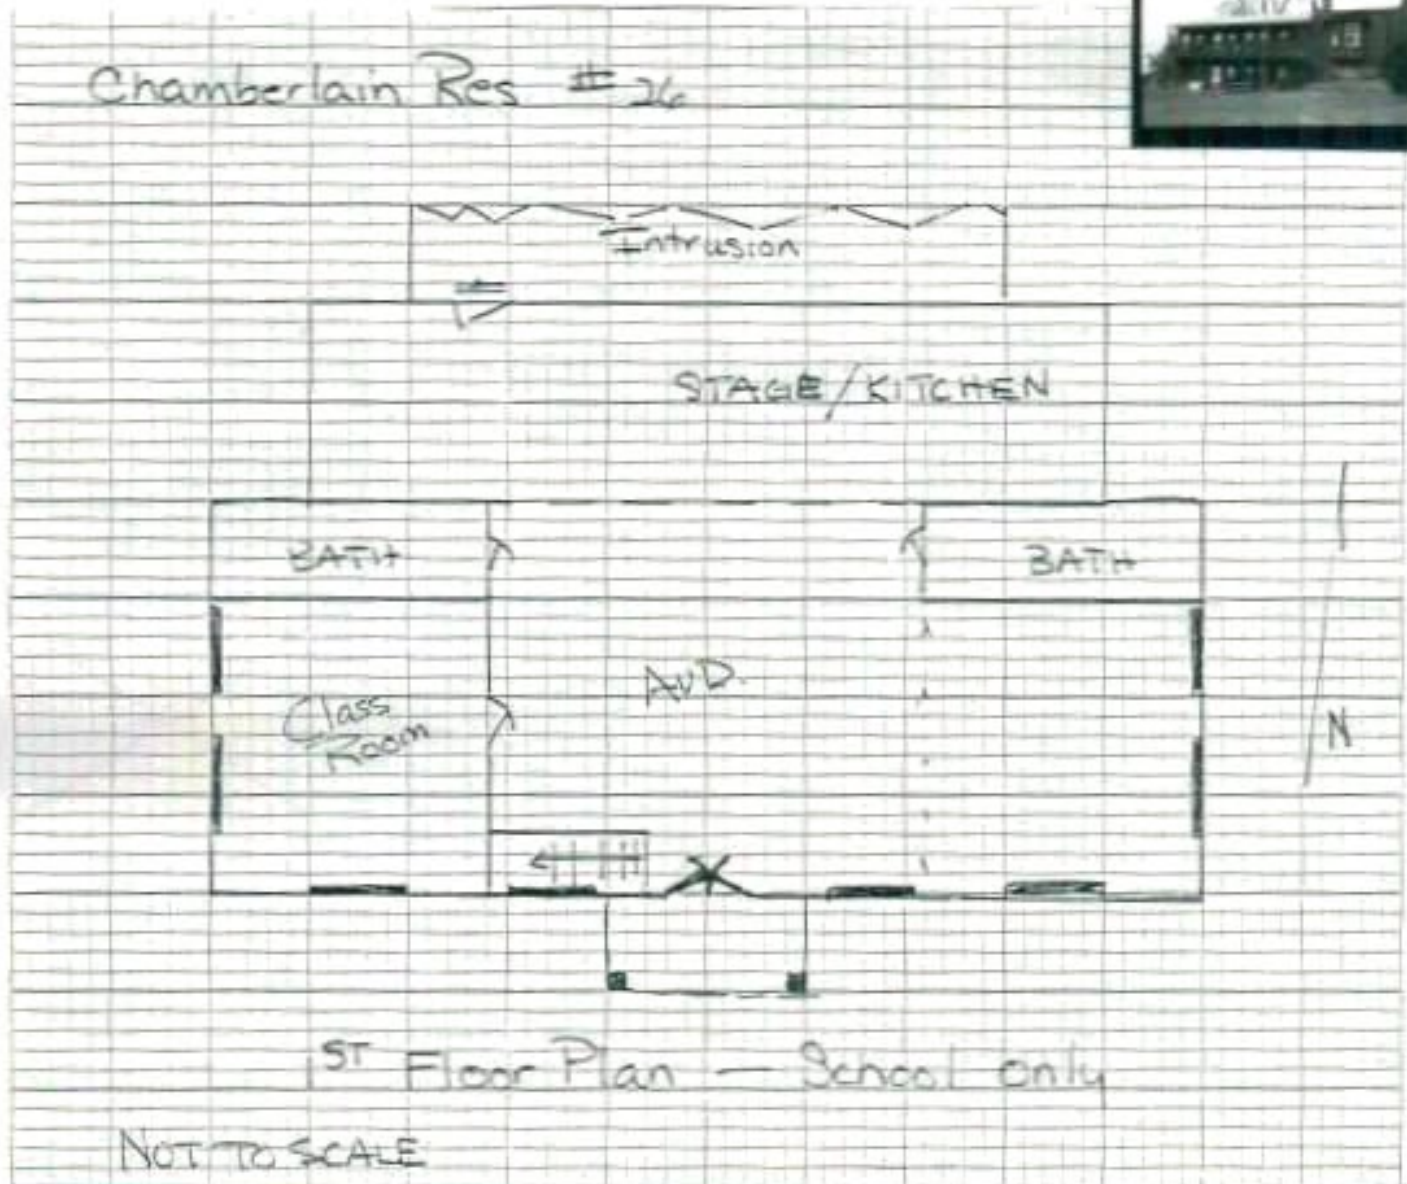 Chamberlain Res # 26
Intrusion
STAGE/KITCHEN
BATH
BATH
AUD.
Class
Room
N
1ST Floor Plan — School only
NOT TO SCALE